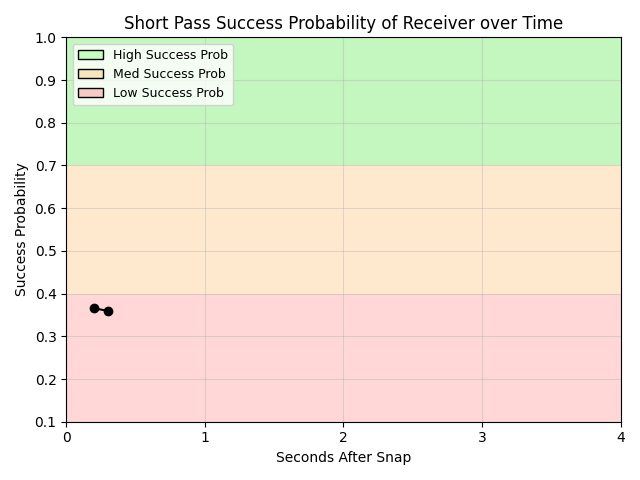 Short Pass Success Probability of Receiver over Time
1.0
0.9
0.8
0.7
0.6
0.5
0.4
0.3
0.2
0.1
Success Probability
High Success Prob
Med Success Prob
Low Success Prob
0 1 2 3 4
Seconds After Snap